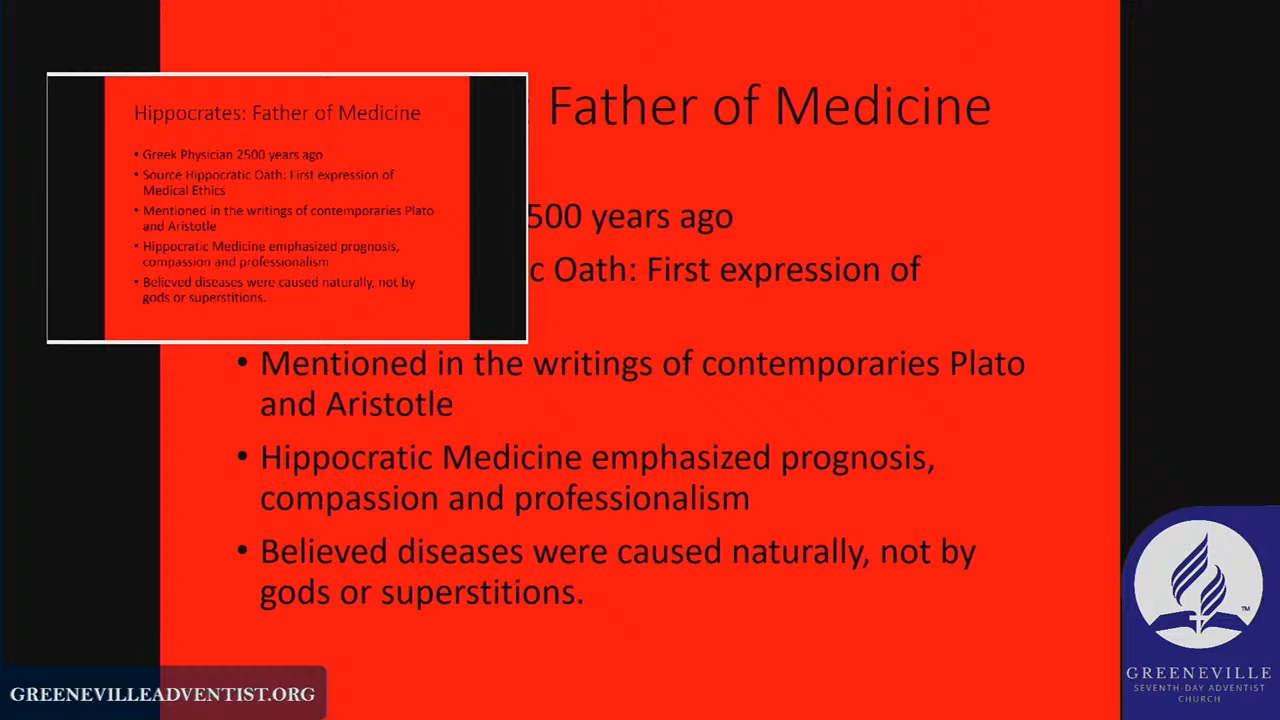 Hippocrates: Father of Medicine
• Greek Physician 2500 years ago
• Source Hippocratic Oath: First expression of
Medical Ethics
• Mentioned in the writings of contemporaries Plato
and Aristotle
• Hippocratic Medicine emphasized prognosis,
compassion and professionalism
• Believed diseases were caused naturally, not by
gods or superstitions.
: Father of Medicine
500 years ago
c Oath: First expression of
• Mentioned in the writings of contemporaries Plato
and Aristotle
• Hippocratic Medicine emphasized prognosis,
compassion and professionalism
• Believed diseases were caused naturally, not by
gods or superstitions.
GREENEVILLEADVENTIST.ORG
TM
GREENEVILLE
SEVENTH-DAY ADVENTIST
CHURCH